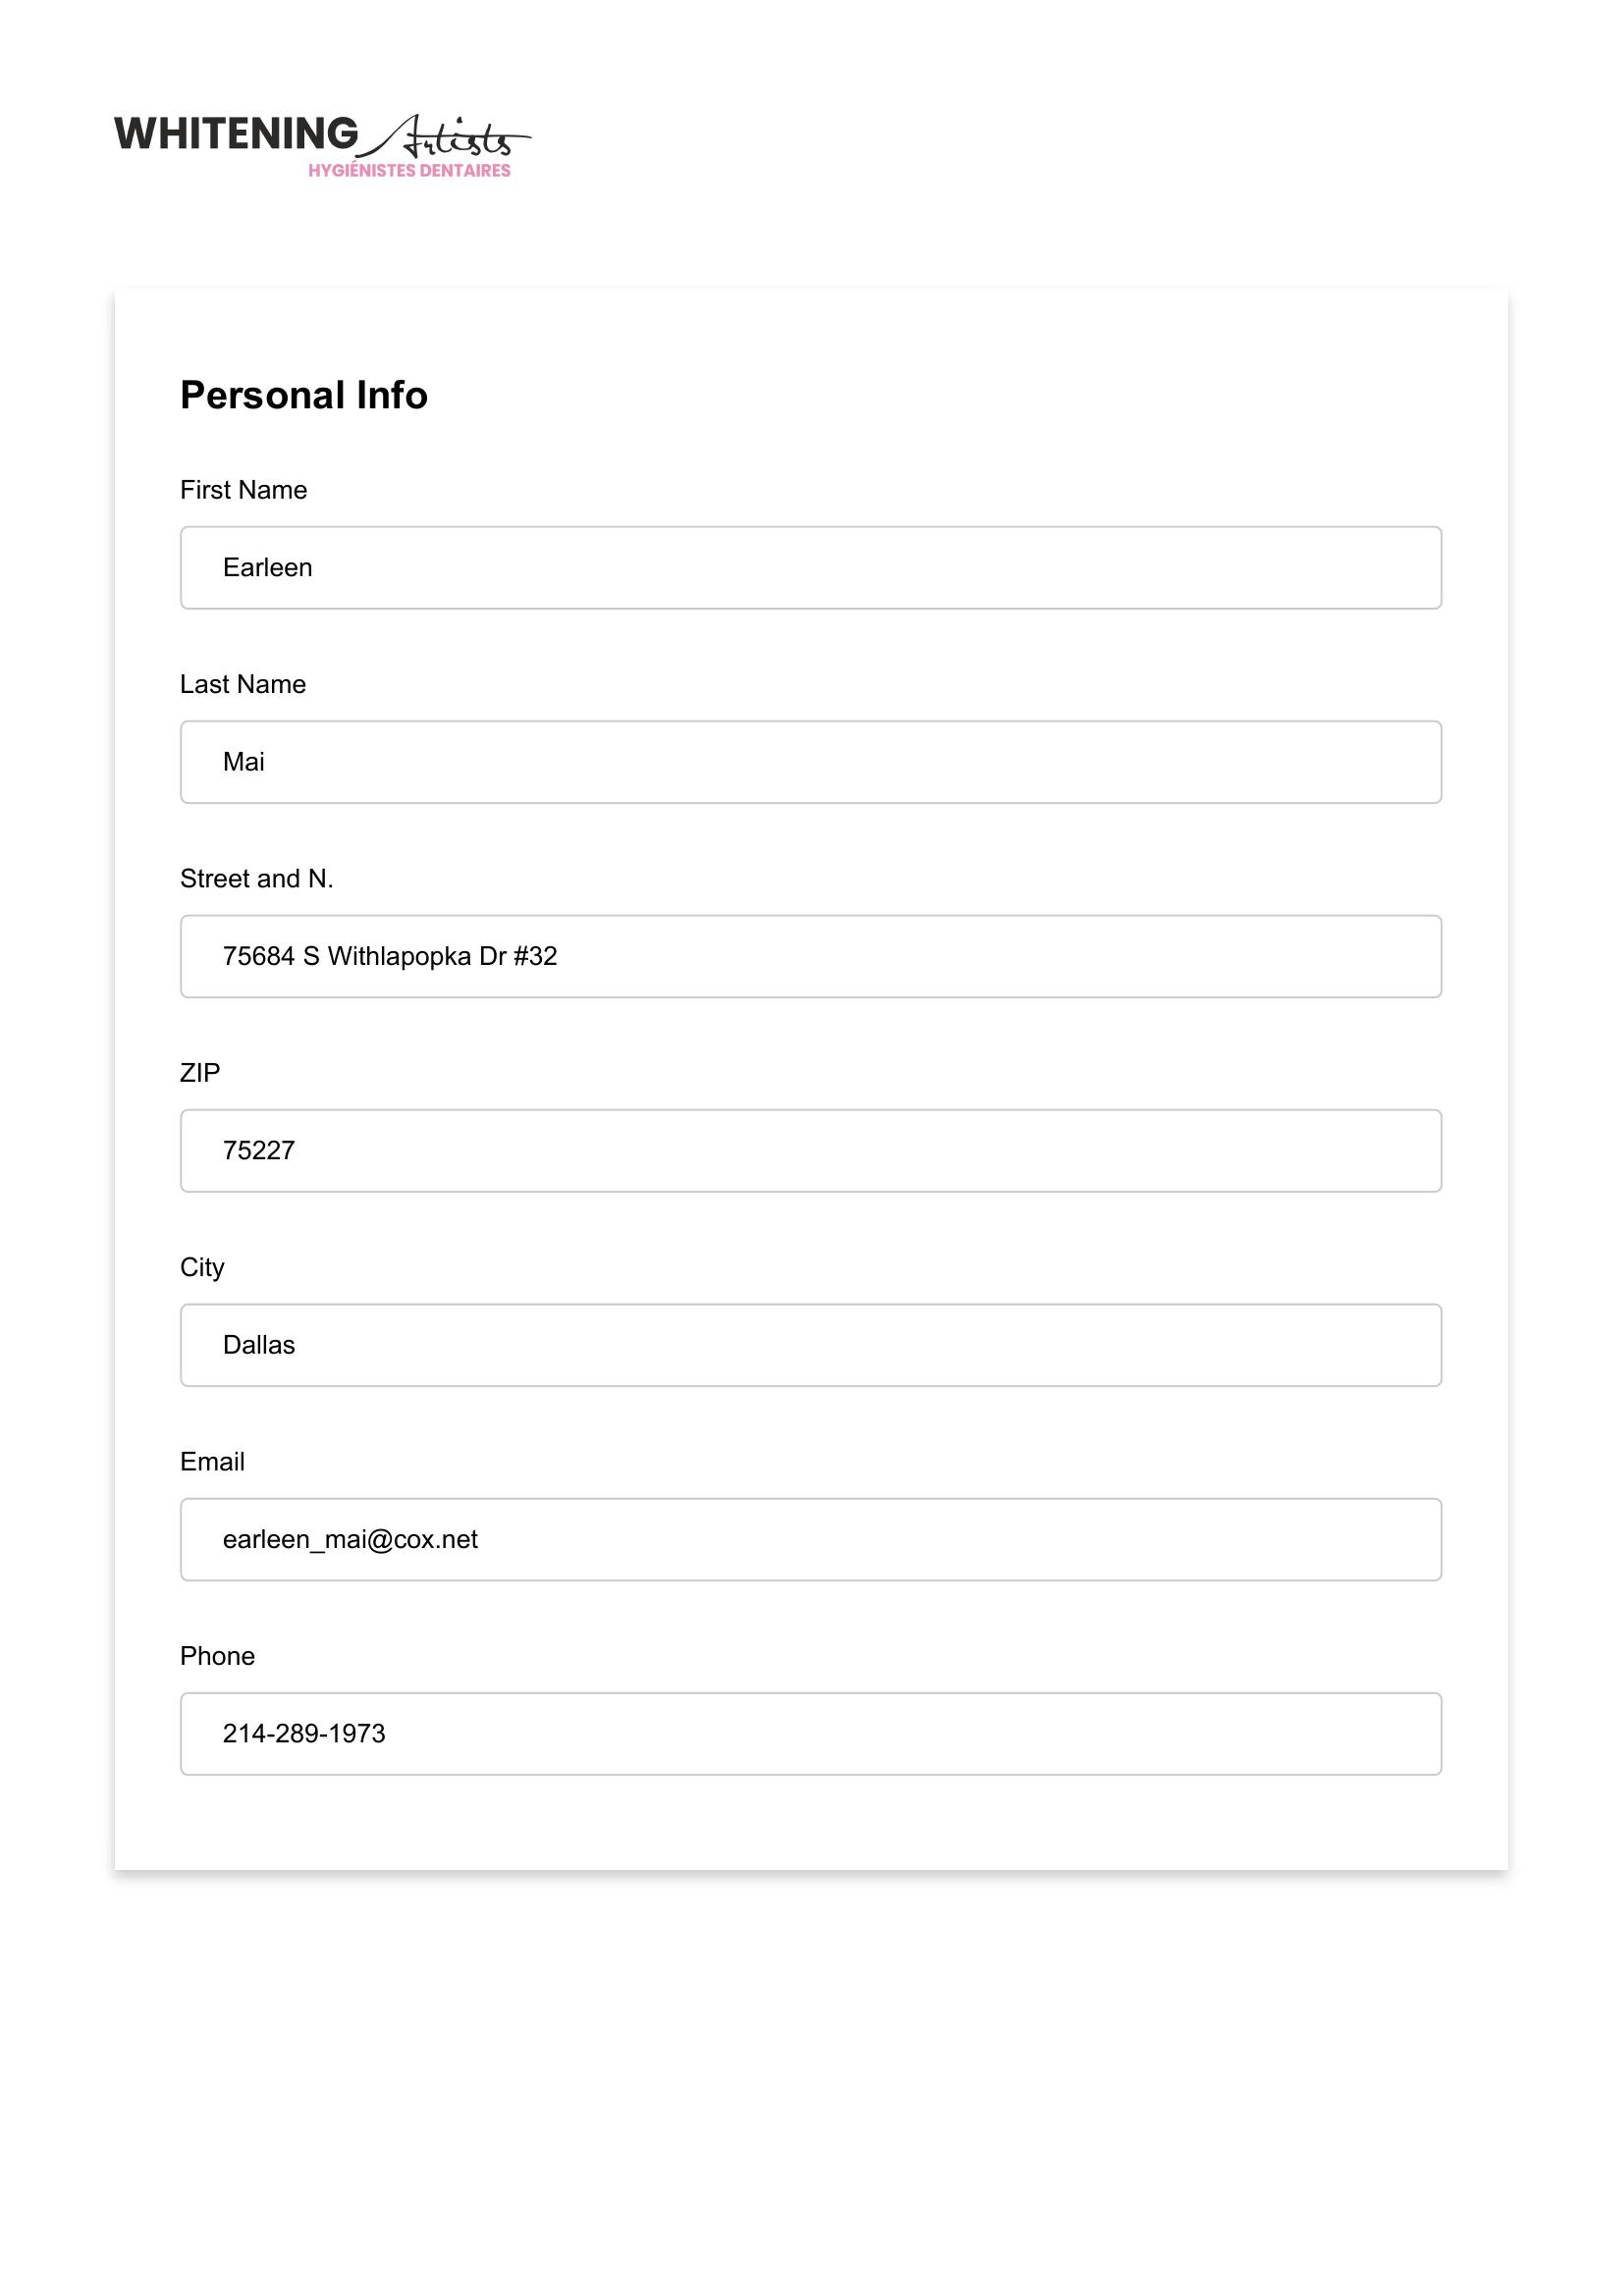 WHITENING Artists
HYGIÉNISTES DENTAIRES
Personal Info
First Name
Earleen
Last Name
Mai
Street and N.
75684 S Withlapopka Dr #32
ZIP
75227
City
Dallas
Email
earleen_mai@cox.net
Phone
214-289-1973